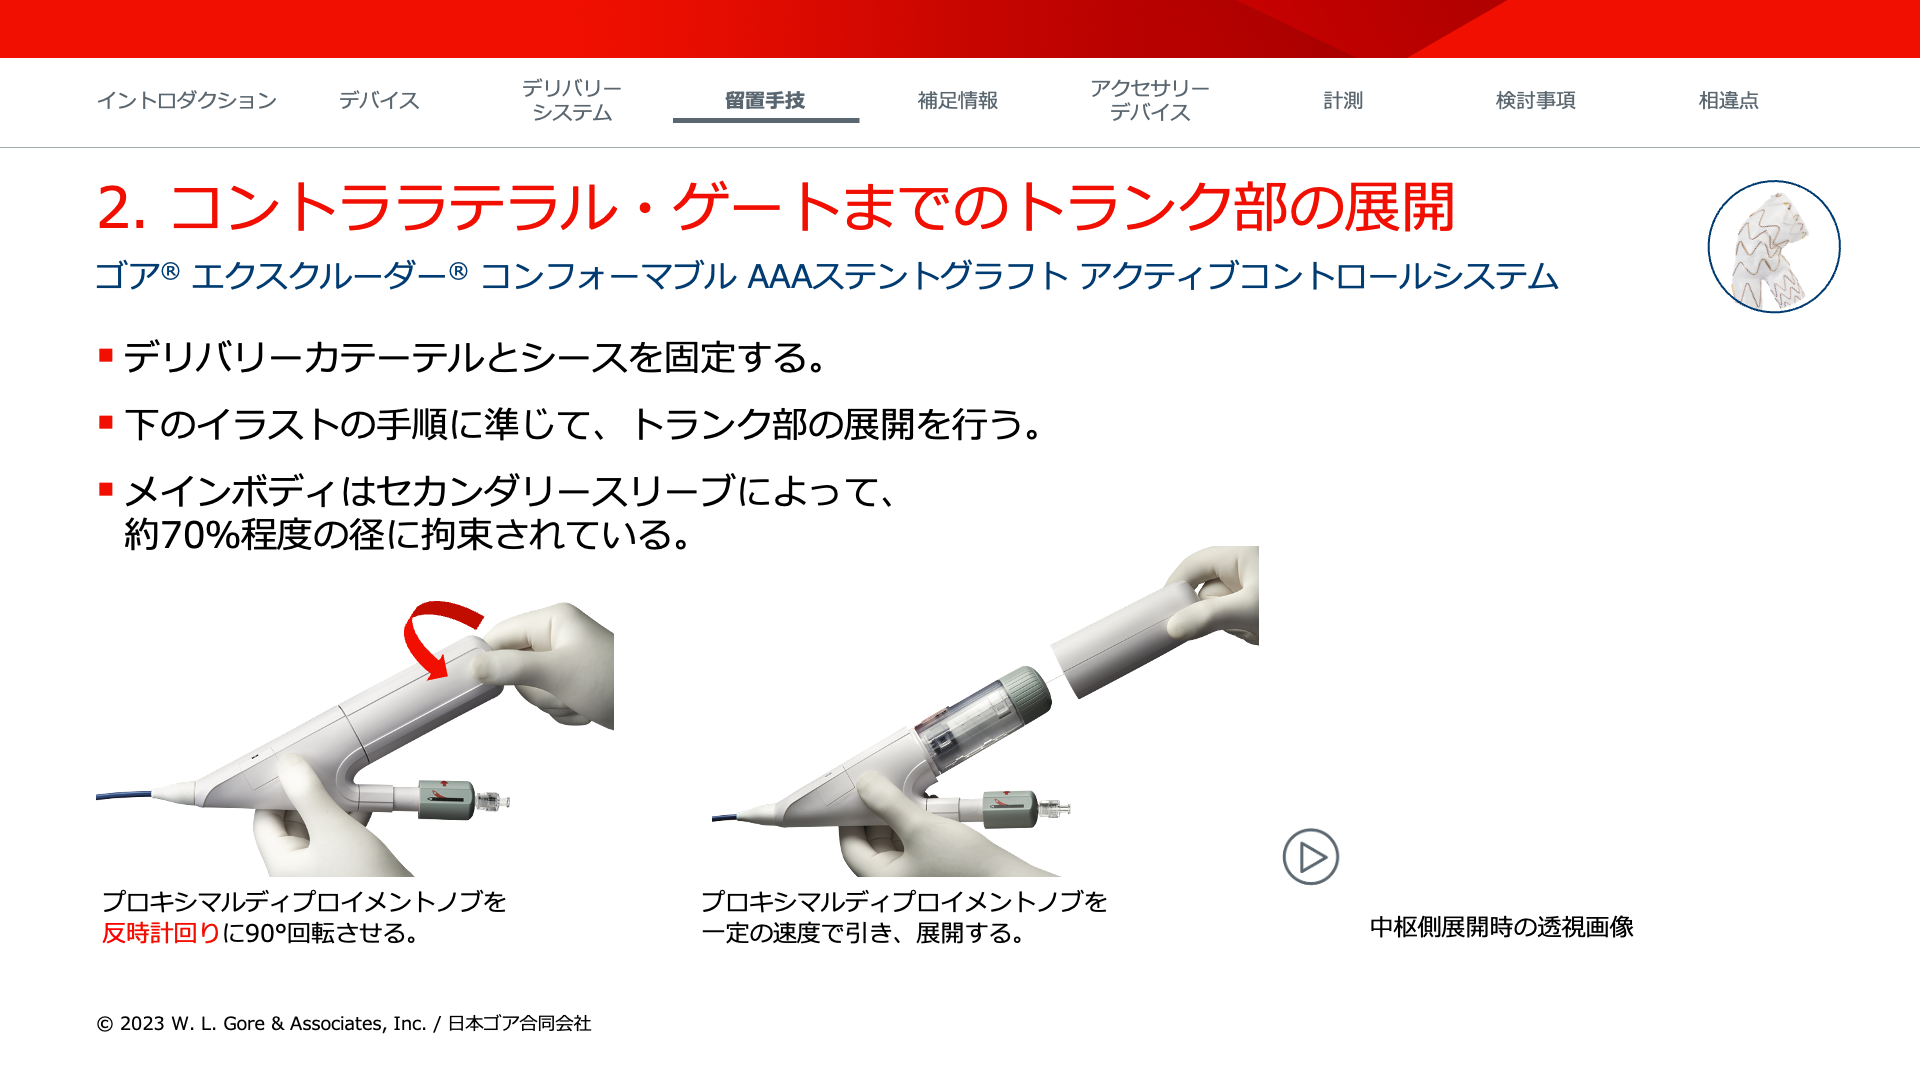 イントロダクション
デバイス
デリバリー
システム
留置手技
補足情報
アクセサリー
デバイス
計測
検討事項
相違点
2. コントララテラル・ゲートまでのトランク部の展開
ゴア® エクスクルーダー® コンフォーマブル AAAステントグラフト アクティブコントロールシステム
▪ デリバリーカテーテルとシースを固定する。
▪ 下のイラストの手順に準じて、トランク部の展開を行う。
▪ メインボディはセカンダリースリーブによって、
約70%程度の径に拘束されている。
プロキシマルディプロイメントノブを
反時計回りに90°回転させる。
プロキシマルディプロイメントノブを
一定の速度で引き、展開する。
中枢側展開時の透視画像
© 2023 W. L. Gore & Associates, Inc. / 日本ゴア合同会社